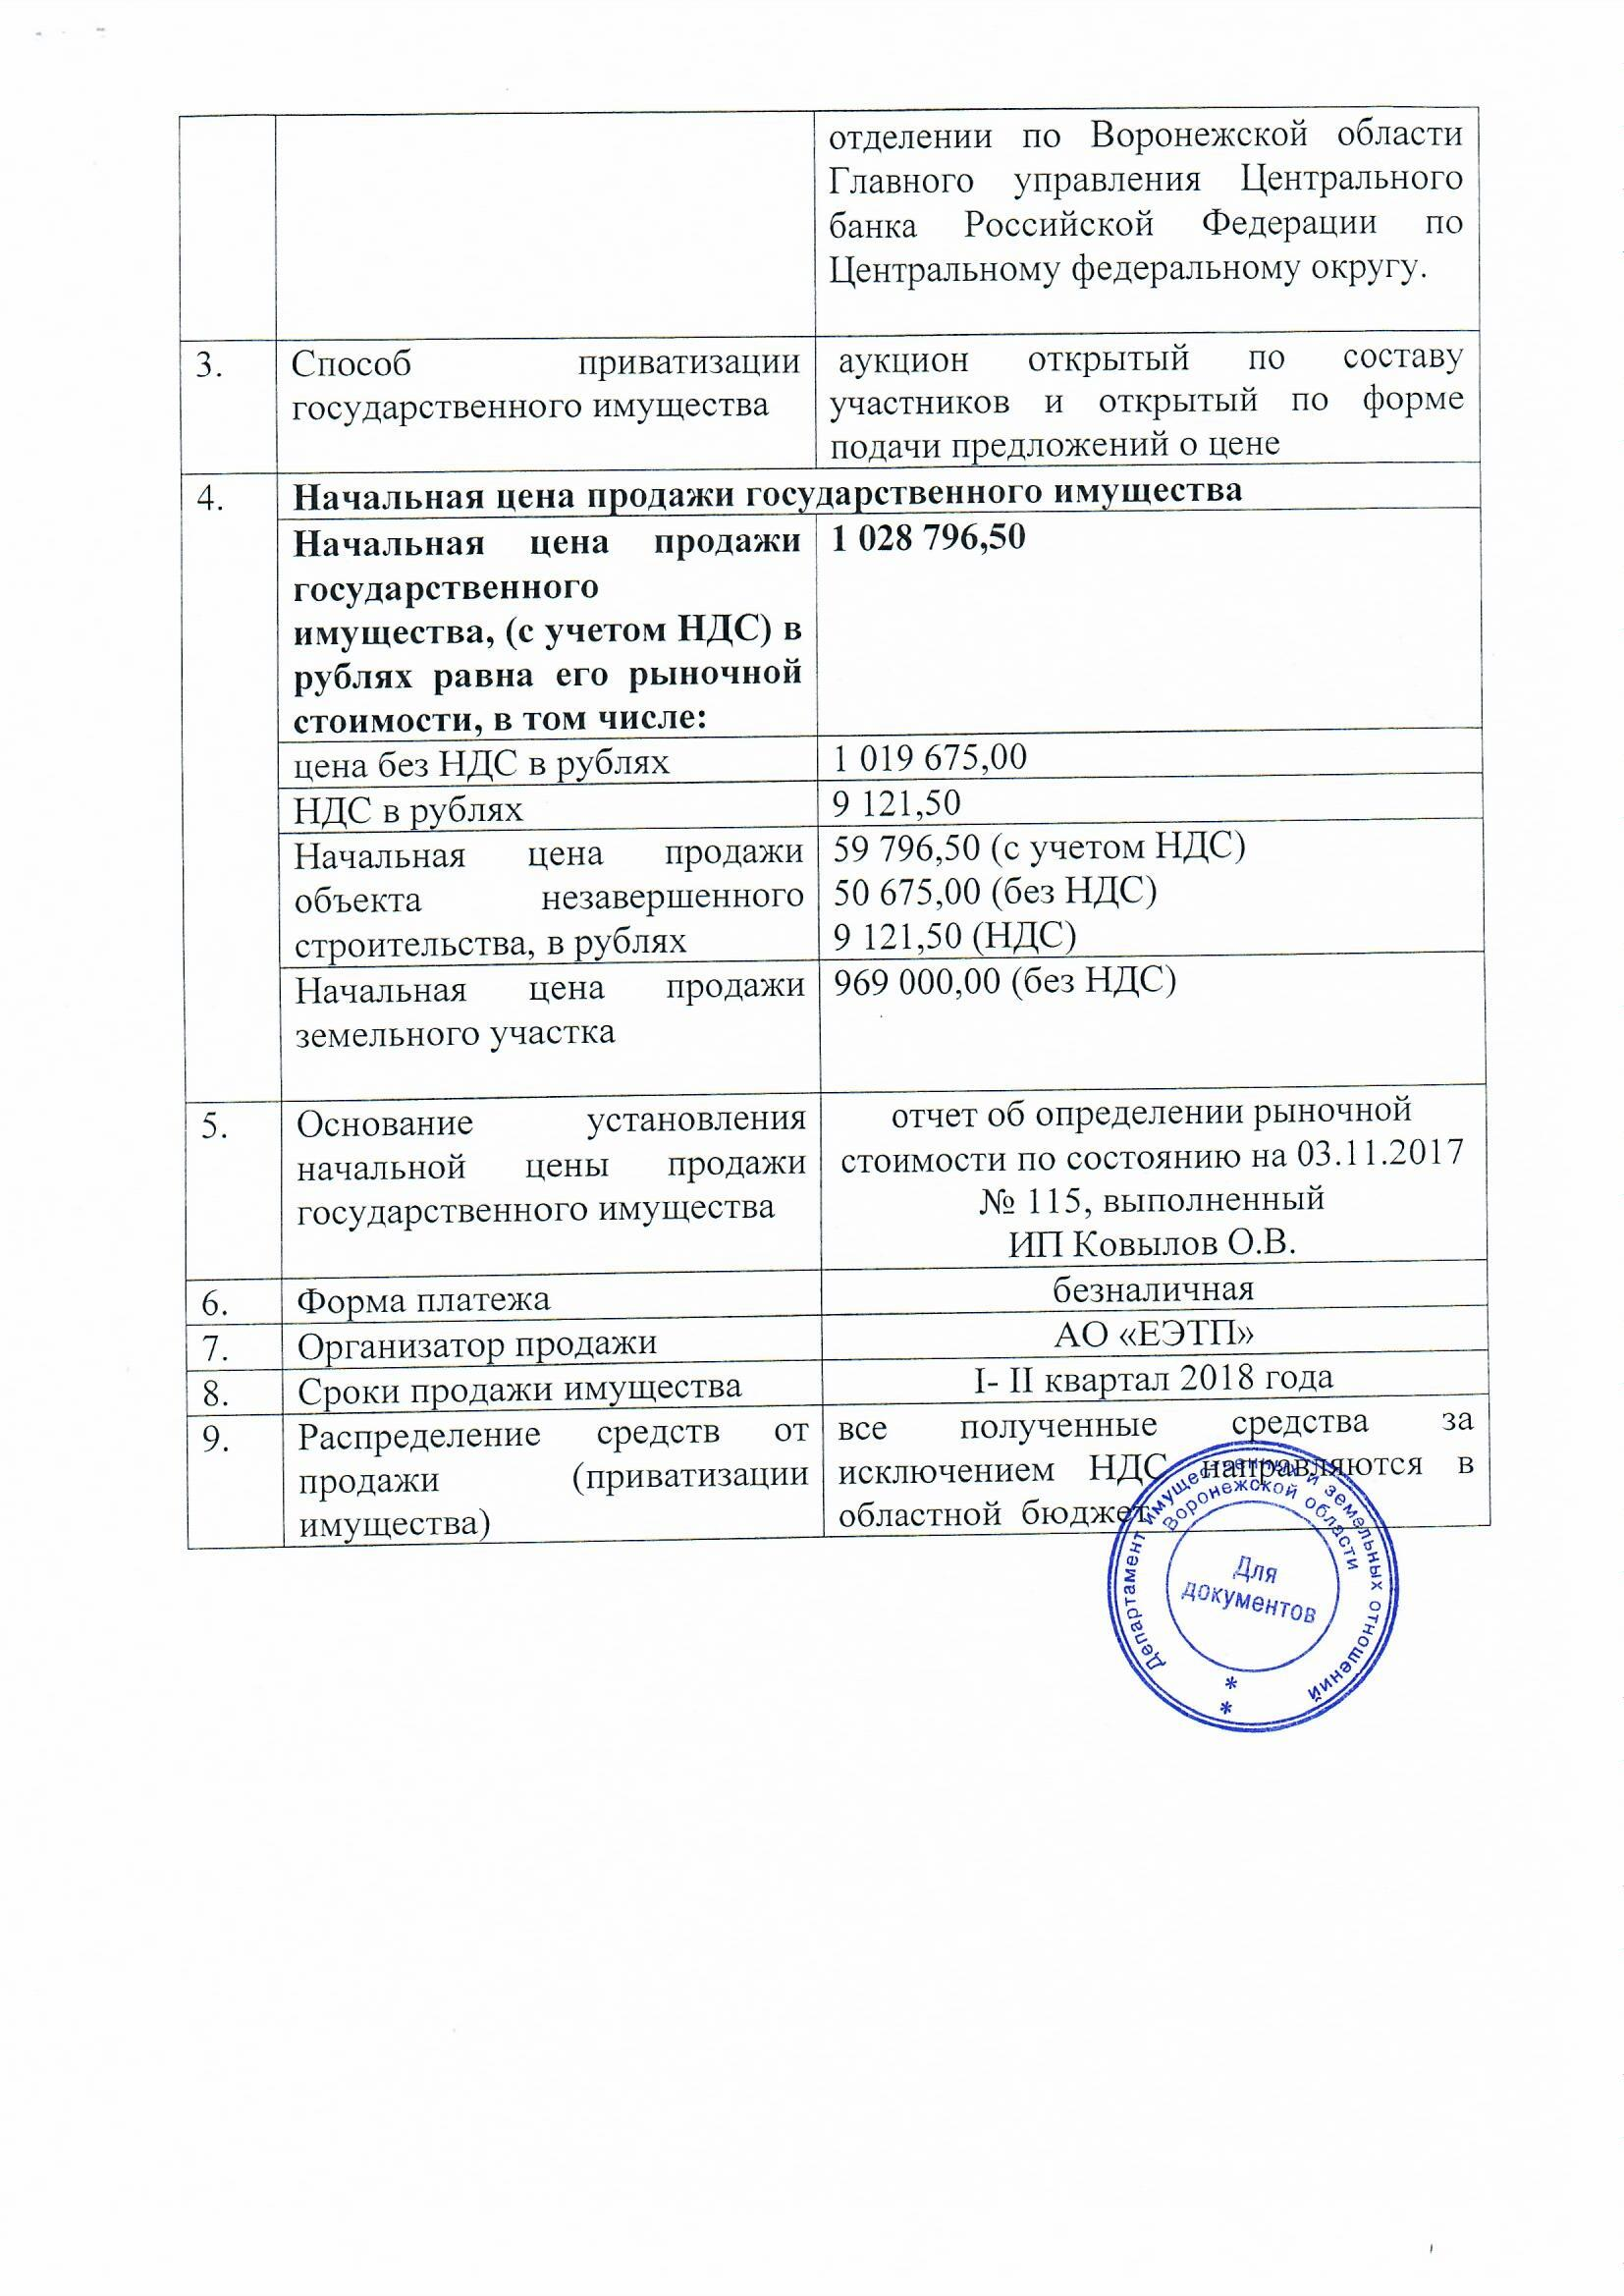 отделении по Воронежской области
Главного управления Центрального
банка Российской Федерации по
Центральному федеральному округу.
3.
Способ приватизации
государственного имущества
аукцион открытый по составу
участников и открытый по форме
подачи предложений о цене
4.
Начальная цена продажи государственного имущества
Начальная цена продажи
государственного
имущества, (с учетом НДС) в
рублях равна его рыночной
стоимости, в том числе:
1 028 796,50
цена без НДС в рублях
1 019 675,00
НДС в рублях
9 121,50
Начальная цена продажи
объекта незавершенного
строительства, в рублях
59 796,50 (с учетом НДС)
50 675,00 (без НДС)
9 121,50 (НДС)
Начальная цена продажи
земельного участка
969 000,00 (без НДС)
5.
Основание установления
начальной цены продажи
государственного имущества
отчет об определении рыночной
стоимости по состоянию на 03.11.2017
№ 115, выполненный
ИП Ковылов О.В.
6.
Форма платежа
безналичная
7.
Организатор продажи
АО «ЕЭТП»
8.
Сроки продажи имущества
I- II квартал 2018 года
9.
Распределение средств от
продажи (приватизации
имущества)
все полученные средства за
исключением НДС направляются в
областной бюджет
Департамент имущественных и земельных отношений
Воронежской области
Для
документов
*
*